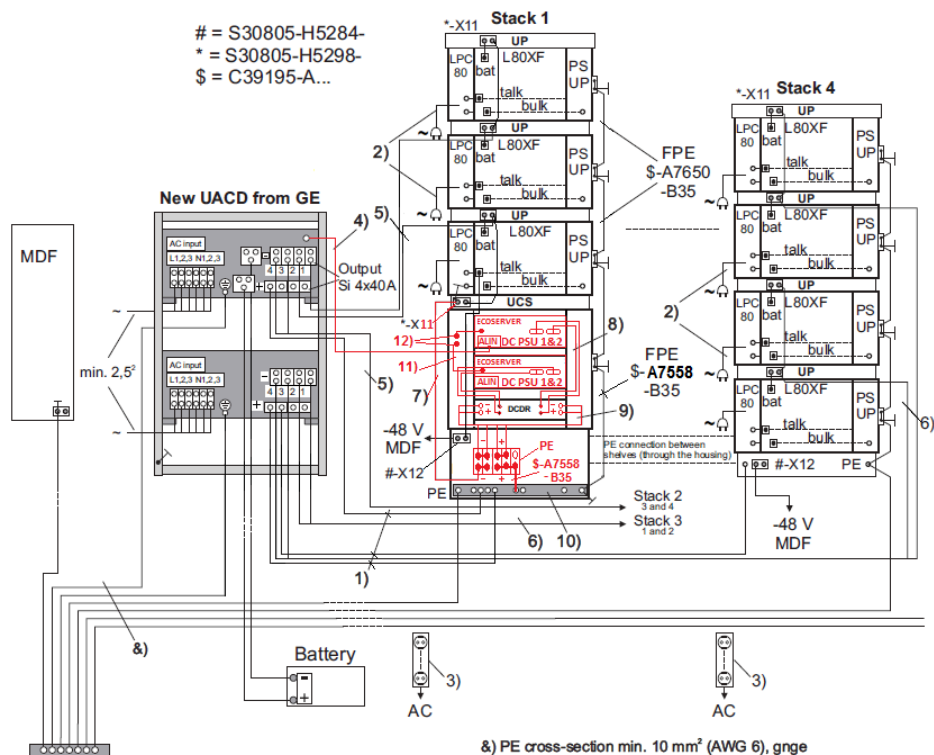 # = S30805-H5284-
* = S30805-H5298-
$ = C39195-A...
Stack 1
*-X11
UP
LPC
80
bat
L80XF
PS
UP
talk
bulk
~
UP
LPC
80
bat
L80XF
PS
UP
talk
bulk
~
UP
LPC
80
bat
L80XF
PS
UP
talk
bulk
~
2)
FPE
$-A7650
-B35
UCS
*-X11
12)
11)
7)
ECOSERVER
ALIN DC PSU 1&2
ECOSERVER
ALIN DC PSU 1&2
DCDR
8)
FPE
$-A7558
-B35
9)
-48 V
MDF
#-X12
PE
$-A7558
-B35
PE
10)
PE connection between
shelves (through the housing)
Stack 4
*-X11
UP
LPC
80
bat
L80XF
PS
UP
talk
bulk
~
UP
LPC
80
bat
L80XF
PS
UP
talk
bulk
~
UP
LPC
80
bat
L80XF
PS
UP
talk
bulk
~
UP
LPC
80
bat
L80XF
PS
UP
talk
bulk
~
2)
6)
#-X12
PE
-48 V
MDF
New UACD from GE
MDF
AC input
L1,2,3 N1,2,3
4 3 2 1
Output
Si 4x40A
4)
5)
5)
~
min. 2,5²
~
AC input
L1,2,3 N1,2,3
4 3 2 1
Stack 2
3 and 4
Stack 3
1 and 2
6)
1)
&)
Battery
3)
AC
3)
AC
&) PE cross-section min. 10 mm² (AWG 6), gnge